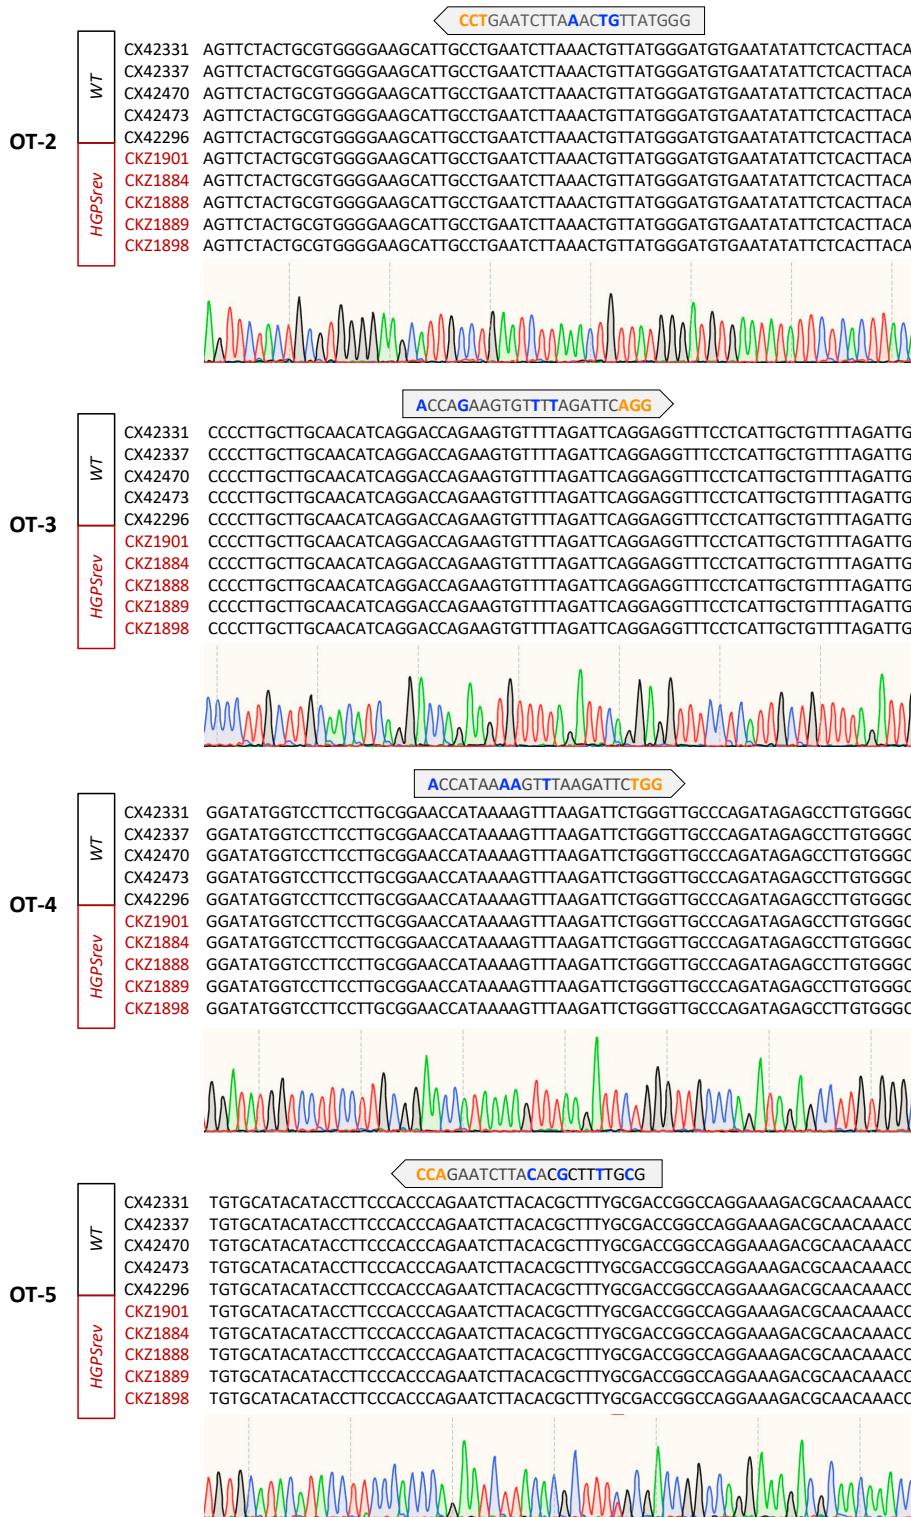 CCTGAATCTTAAACTGTTATGGG
OT-2
WT
HGPSrev
CX42331 AGTTCTACTGCGTGGGGAAGCATTGCCTGAATCTTAAACTGTTATGGGATGTGAATATATTCTCACTTACA
CX42337 AGTTCTACTGCGTGGGGAAGCATTGCCTGAATCTTAAACTGTTATGGGATGTGAATATATTCTCACTTACA
CX42470 AGTTCTACTGCGTGGGGAAGCATTGCCTGAATCTTAAACTGTTATGGGATGTGAATATATTCTCACTTACA
CX42473 AGTTCTACTGCGTGGGGAAGCATTGCCTGAATCTTAAACTGTTATGGGATGTGAATATATTCTCACTTACA
CX42296 AGTTCTACTGCGTGGGGAAGCATTGCCTGAATCTTAAACTGTTATGGGATGTGAATATATTCTCACTTACA
CKZ1901 AGTTCTACTGCGTGGGGAAGCATTGCCTGAATCTTAAACTGTTATGGGATGTGAATATATTCTCACTTACA
CKZ1884 AGTTCTACTGCGTGGGGAAGCATTGCCTGAATCTTAAACTGTTATGGGATGTGAATATATTCTCACTTACA
CKZ1888 AGTTCTACTGCGTGGGGAAGCATTGCCTGAATCTTAAACTGTTATGGGATGTGAATATATTCTCACTTACA
CKZ1889 AGTTCTACTGCGTGGGGAAGCATTGCCTGAATCTTAAACTGTTATGGGATGTGAATATATTCTCACTTACA
CKZ1898 AGTTCTACTGCGTGGGGAAGCATTGCCTGAATCTTAAACTGTTATGGGATGTGAATATATTCTCACTTACA
ACCAGAAGTGTTTTAGATTCAGG
OT-3
WT
HGPSrev
CX42331 CCCCTTGCTTGCAACATCAGGACCAGAAGTGTTTTAGATTCAGGAGGTTTCCTCATTGCTGTTTTAGATTG
CX42337 CCCCTTGCTTGCAACATCAGGACCAGAAGTGTTTTAGATTCAGGAGGTTTCCTCATTGCTGTTTTAGATTG
CX42470 CCCCTTGCTTGCAACATCAGGACCAGAAGTGTTTTAGATTCAGGAGGTTTCCTCATTGCTGTTTTAGATTG
CX42473 CCCCTTGCTTGCAACATCAGGACCAGAAGTGTTTTAGATTCAGGAGGTTTCCTCATTGCTGTTTTAGATTG
CX42296 CCCCTTGCTTGCAACATCAGGACCAGAAGTGTTTTAGATTCAGGAGGTTTCCTCATTGCTGTTTTAGATTG
CKZ1901 CCCCTTGCTTGCAACATCAGGACCAGAAGTGTTTTAGATTCAGGAGGTTTCCTCATTGCTGTTTTAGATTG
CKZ1884 CCCCTTGCTTGCAACATCAGGACCAGAAGTGTTTTAGATTCAGGAGGTTTCCTCATTGCTGTTTTAGATTG
CKZ1888 CCCCTTGCTTGCAACATCAGGACCAGAAGTGTTTTAGATTCAGGAGGTTTCCTCATTGCTGTTTTAGATTG
CKZ1889 CCCCTTGCTTGCAACATCAGGACCAGAAGTGTTTTAGATTCAGGAGGTTTCCTCATTGCTGTTTTAGATTG
CKZ1898 CCCCTTGCTTGCAACATCAGGACCAGAAGTGTTTTAGATTCAGGAGGTTTCCTCATTGCTGTTTTAGATTG
ACCATAAAAAGTTTAAGATTCTGG
OT-4
WT
HGPSrev
CX42331 GGATATGGTCCTTCCTTGCGGAACCATAAAAGTTTAAGATTCTGGGTTGCCCAGATAGAGCCTTGTGGGC
CX42337 GGATATGGTCCTTCCTTGCGGAACCATAAAAGTTTAAGATTCTGGGTTGCCCAGATAGAGCCTTGTGGGC
CX42470 GGATATGGTCCTTCCTTGCGGAACCATAAAAGTTTAAGATTCTGGGTTGCCCAGATAGAGCCTTGTGGGC
CX42473 GGATATGGTCCTTCCTTGCGGAACCATAAAAGTTTAAGATTCTGGGTTGCCCAGATAGAGCCTTGTGGGC
CX42296 GGATATGGTCCTTCCTTGCGGAACCATAAAAGTTTAAGATTCTGGGTTGCCCAGATAGAGCCTTGTGGGC
CKZ1901 GGATATGGTCCTTCCTTGCGGAACCATAAAAGTTTAAGATTCTGGGTTGCCCAGATAGAGCCTTGTGGGC
CKZ1884 GGATATGGTCCTTCCTTGCGGAACCATAAAAGTTTAAGATTCTGGGTTGCCCAGATAGAGCCTTGTGGGC
CKZ1888 GGATATGGTCCTTCCTTGCGGAACCATAAAAGTTTAAGATTCTGGGTTGCCCAGATAGAGCCTTGTGGGC
CKZ1889 GGATATGGTCCTTCCTTGCGGAACCATAAAAGTTTAAGATTCTGGGTTGCCCAGATAGAGCCTTGTGGGC
CKZ1898 GGATATGGTCCTTCCTTGCGGAACCATAAAAGTTTAAGATTCTGGGTTGCCCAGATAGAGCCTTGTGGGC
CCAGAATCTTACACGCTTTTGCG
OT-5
WT
HGPSrev
CX42331 TGTGCATACATACCTTCCCACCCAGAATCTTACACGCTTTYGCGACCGGCCAGGAAAGACGCAACAAACC
CX42337 TGTGCATACATACCTTCCCACCCAGAATCTTACACGCTTTYGCGACCGGCCAGGAAAGACGCAACAAACC
CX42470 TGTGCATACATACCTTCCCACCCAGAATCTTACACGCTTTYGCGACCGGCCAGGAAAGACGCAACAAACC
CX42473 TGTGCATACATACCTTCCCACCCAGAATCTTACACGCTTTYGCGACCGGCCAGGAAAGACGCAACAAACC
CX42296 TGTGCATACATACCTTCCCACCCAGAATCTTACACGCTTTYGCGACCGGCCAGGAAAGACGCAACAAACC
CKZ1901 TGTGCATACATACCTTCCCACCCAGAATCTTACACGCTTTYGCGACCGGCCAGGAAAGACGCAACAAACC
CKZ1884 TGTGCATACATACCTTCCCACCCAGAATCTTACACGCTTTYGCGACCGGCCAGGAAAGACGCAACAAACC
CKZ1888 TGTGCATACATACCTTCCCACCCAGAATCTTACACGCTTTYGCGACCGGCCAGGAAAGACGCAACAAACC
CKZ1889 TGTGCATACATACCTTCCCACCCAGAATCTTACACGCTTTYGCGACCGGCCAGGAAAGACGCAACAAACC
CKZ1898 TGTGCATACATACCTTCCCACCCAGAATCTTACACGCTTTYGCGACCGGCCAGGAAAGACGCAACAAACC